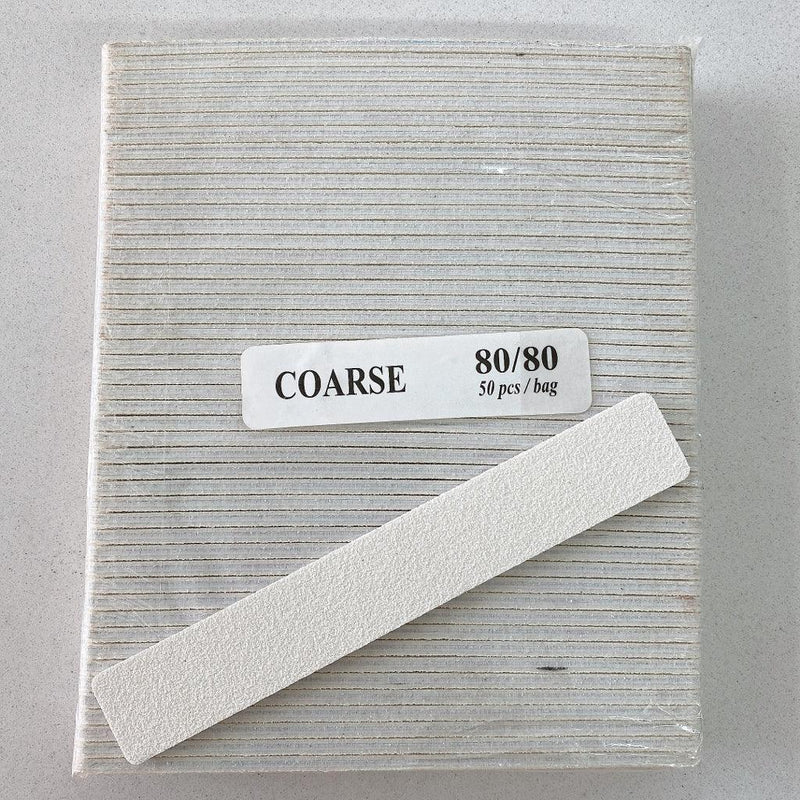 COARSE 80/80
50 pcs / bag